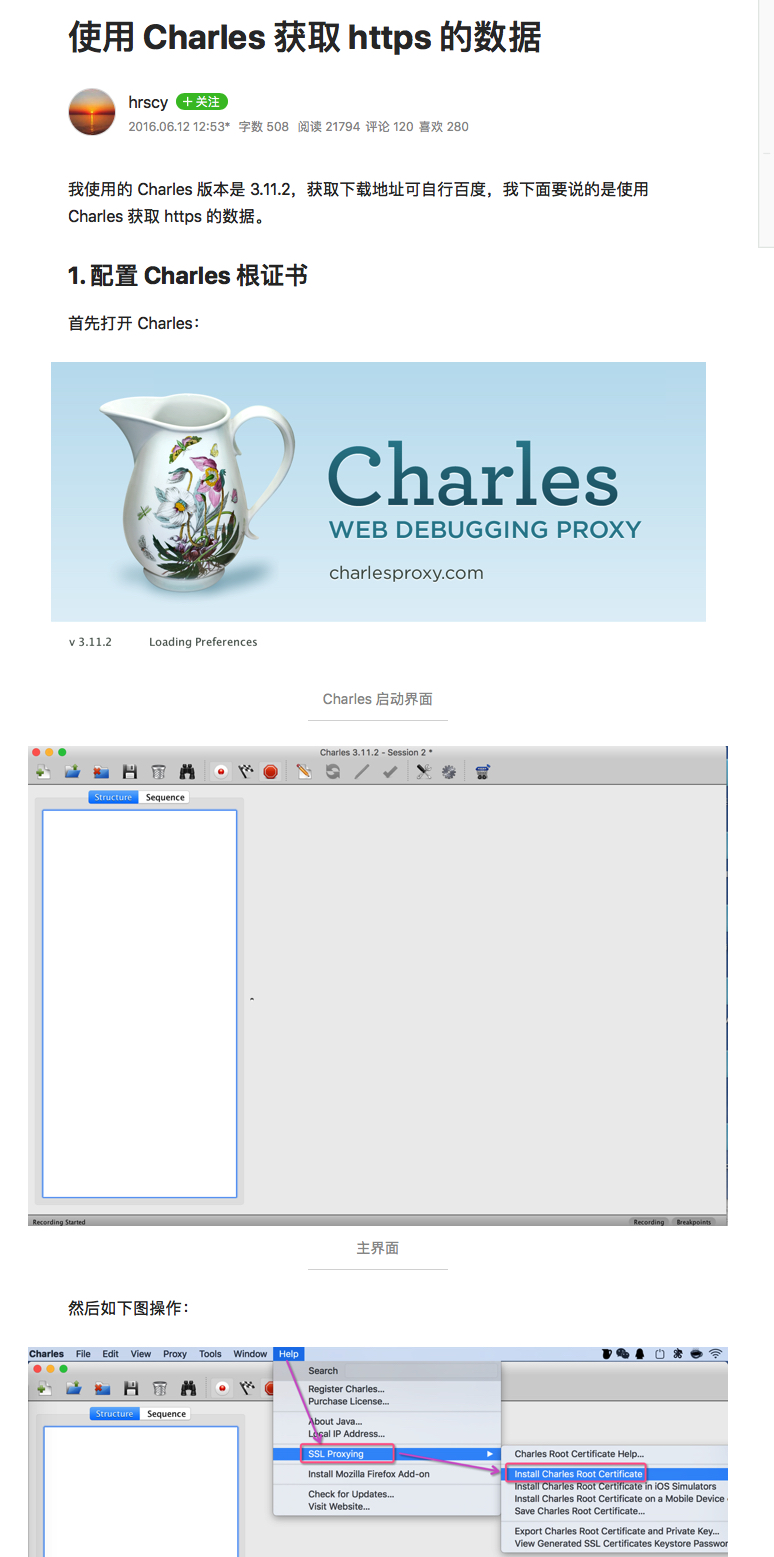 使用 Charles 获取 https 的数据
hrscy
+ 关注
2016.06.12 12:53* 字数 508 阅读 21794 评论 120 喜欢 280
我使用的 Charles 版本是 3.11.2，获取下载地址可自行百度，我下面要说的是使用
Charles 获取 https 的数据。
1. 配置 Charles 根证书
首先打开 Charles：
Charles
WEB DEBUGGING PROXY
charlesproxy.com
v 3.11.2 Loading Preferences
Charles 启动界面
Charles 3.11.2 - Session 2 *
Structure Sequence
Recording Started
Recording Breakpoints
主界面
然后如下图操作：
Charles File Edit View Proxy Tools Window Help
Search
Register Charles...
Purchase License...
About Java...
Local IP Address...
SSL Proxying
Install Mozilla Firefox Add-on
Check for Updates...
Visit Website...
Structure Sequence
Charles Root Certificate Help...
Install Charles Root Certificate
Install Charles Root Certificate in iOS Simulators
Install Charles Root Certificate on a Mobile Device
Save Charles Root Certificate...
Export Charles Root Certificate and Private Key...
View Generated SSL Certificates Keystore Passwor